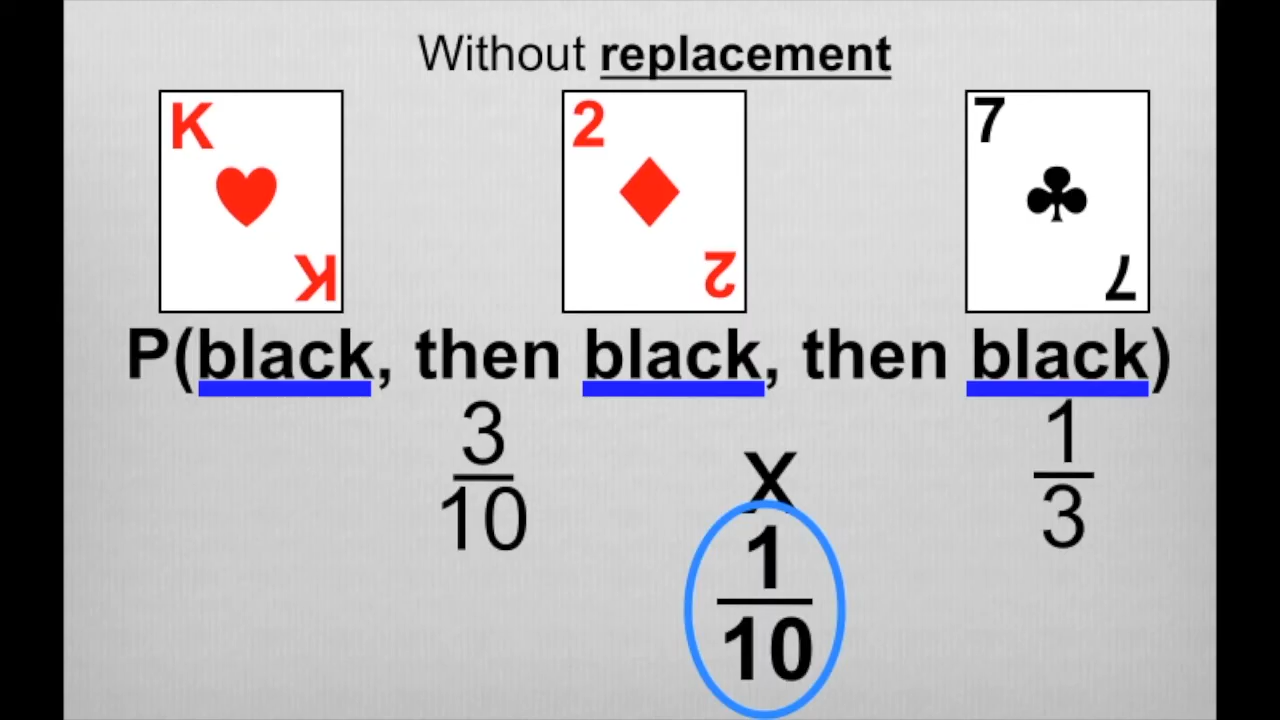 Without replacement
K 2 7
K 2 7
P(black, then black, then black)
3/10 x 1/3
1/10